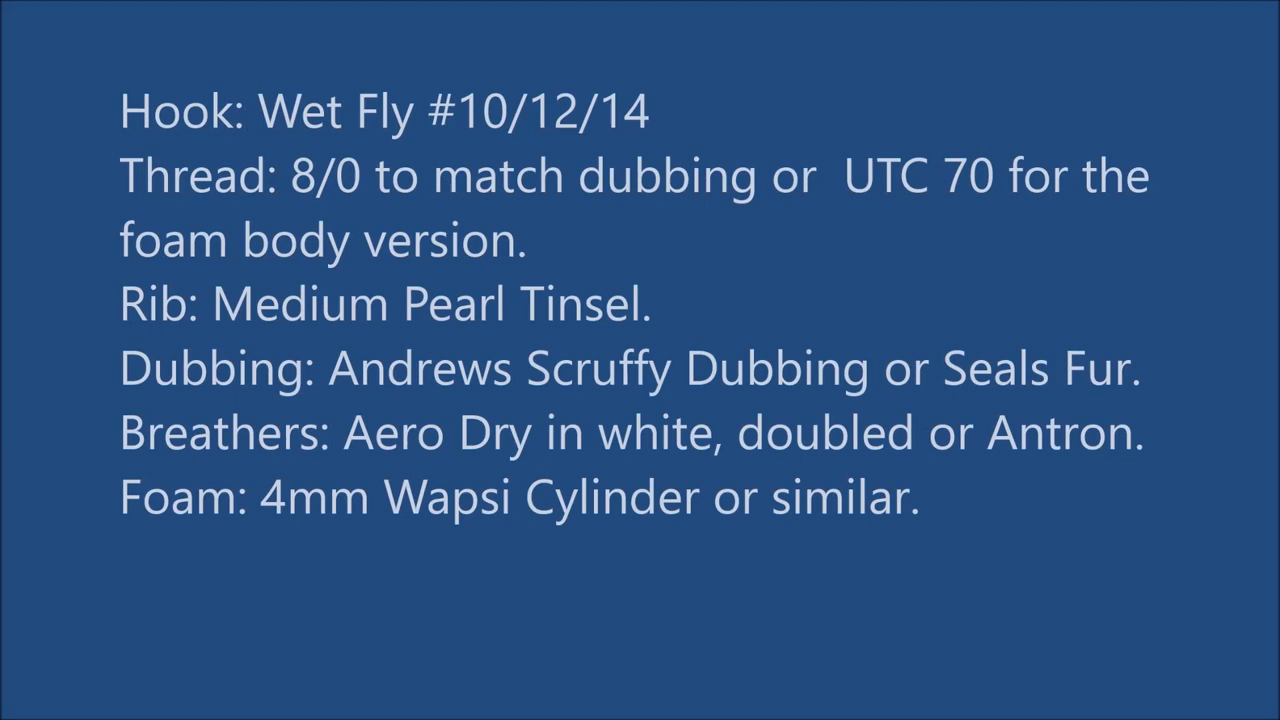 Hook: Wet Fly #10/12/14
Thread: 8/0 to match dubbing or  UTC 70 for the
foam body version.
Rib: Medium Pearl Tinsel.
Dubbing: Andrews Scruffy Dubbing or Seals Fur.
Breathers: Aero Dry in white, doubled or Antron.
Foam: 4mm Wapsi Cylinder or similar.